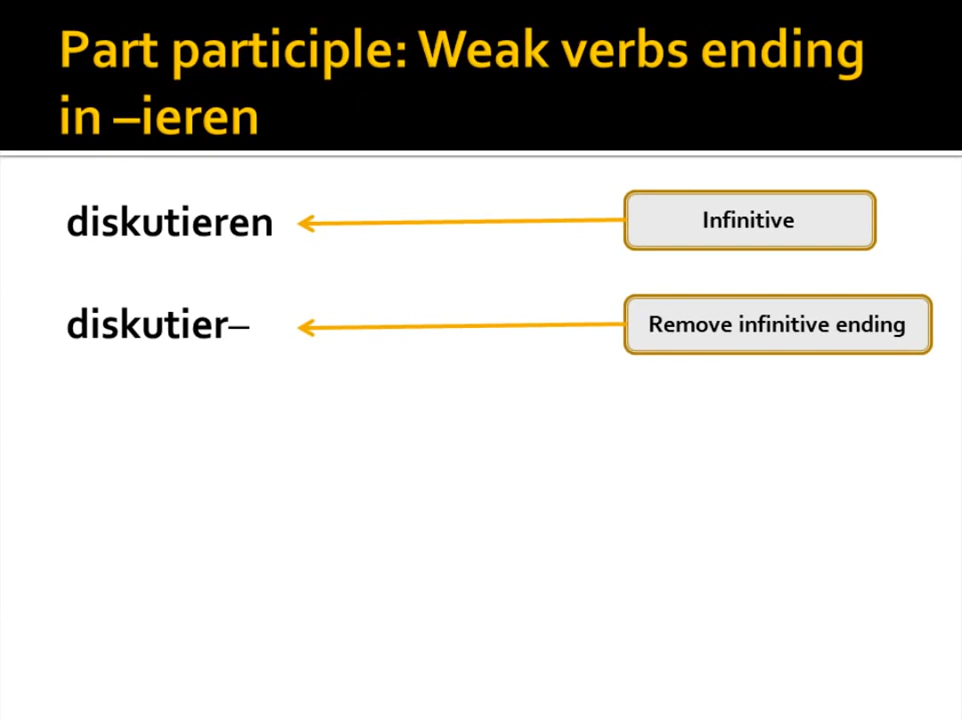 Part participle: Weak verbs ending
in –ieren
diskutieren
Infinitive
diskutier–
Remove infinitive ending